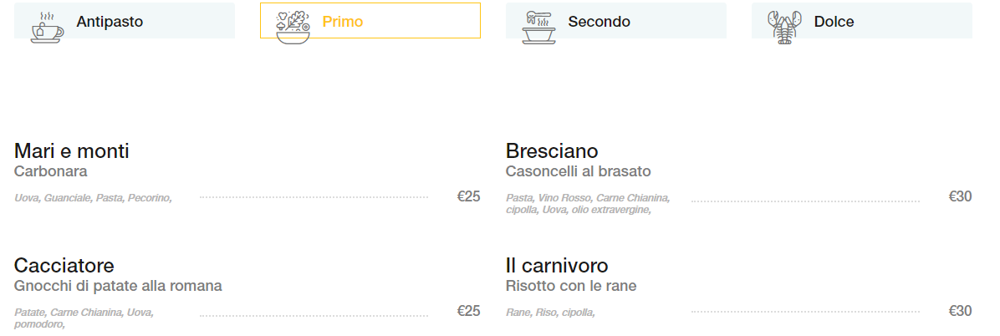 Antipasto
Primo
Secondo
Dolce
Mari e monti
Carbonara
Uova, Guanciale, Pasta, Pecorino,
€25
Bresciano
Casoncelli al brasato
Pasta, Vino Rosso, Carne Chianina,
cipolla, Uova, olio extravergine,
€30
Cacciatore
Gnocchi di patate alla romana
Patate, Carne Chianina, Uova,
pomodoro,
€25
Il carnivoro
Risotto con le rane
Rane, Riso, cipolla,
€30